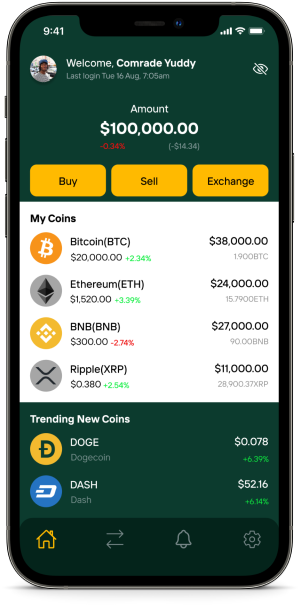 9:41
Welcome, Comrade Yuddy
Last login Tue 16 Aug, 7:05am
Amount
$100,000.00
-0.34% (-$14.34)
Buy Sell Exchange
My Coins
Bitcoin(BTC) $38,000.00
$20,000.00 +2.34% 1.900BTC
Ethereum(ETH) $24,000.00
$1,520.00 +3.39% 15.7900ETH
BNB(BNB) $27,000.00
$300.00 -2.74% 90.00BNB
Ripple(XRP) $11,000.00
$0.380 +2.54% 28,900.37XRP
Trending New Coins
DOGE $0.078
Dogecoin +6.39%
DASH $52.16
Dash +6.14%